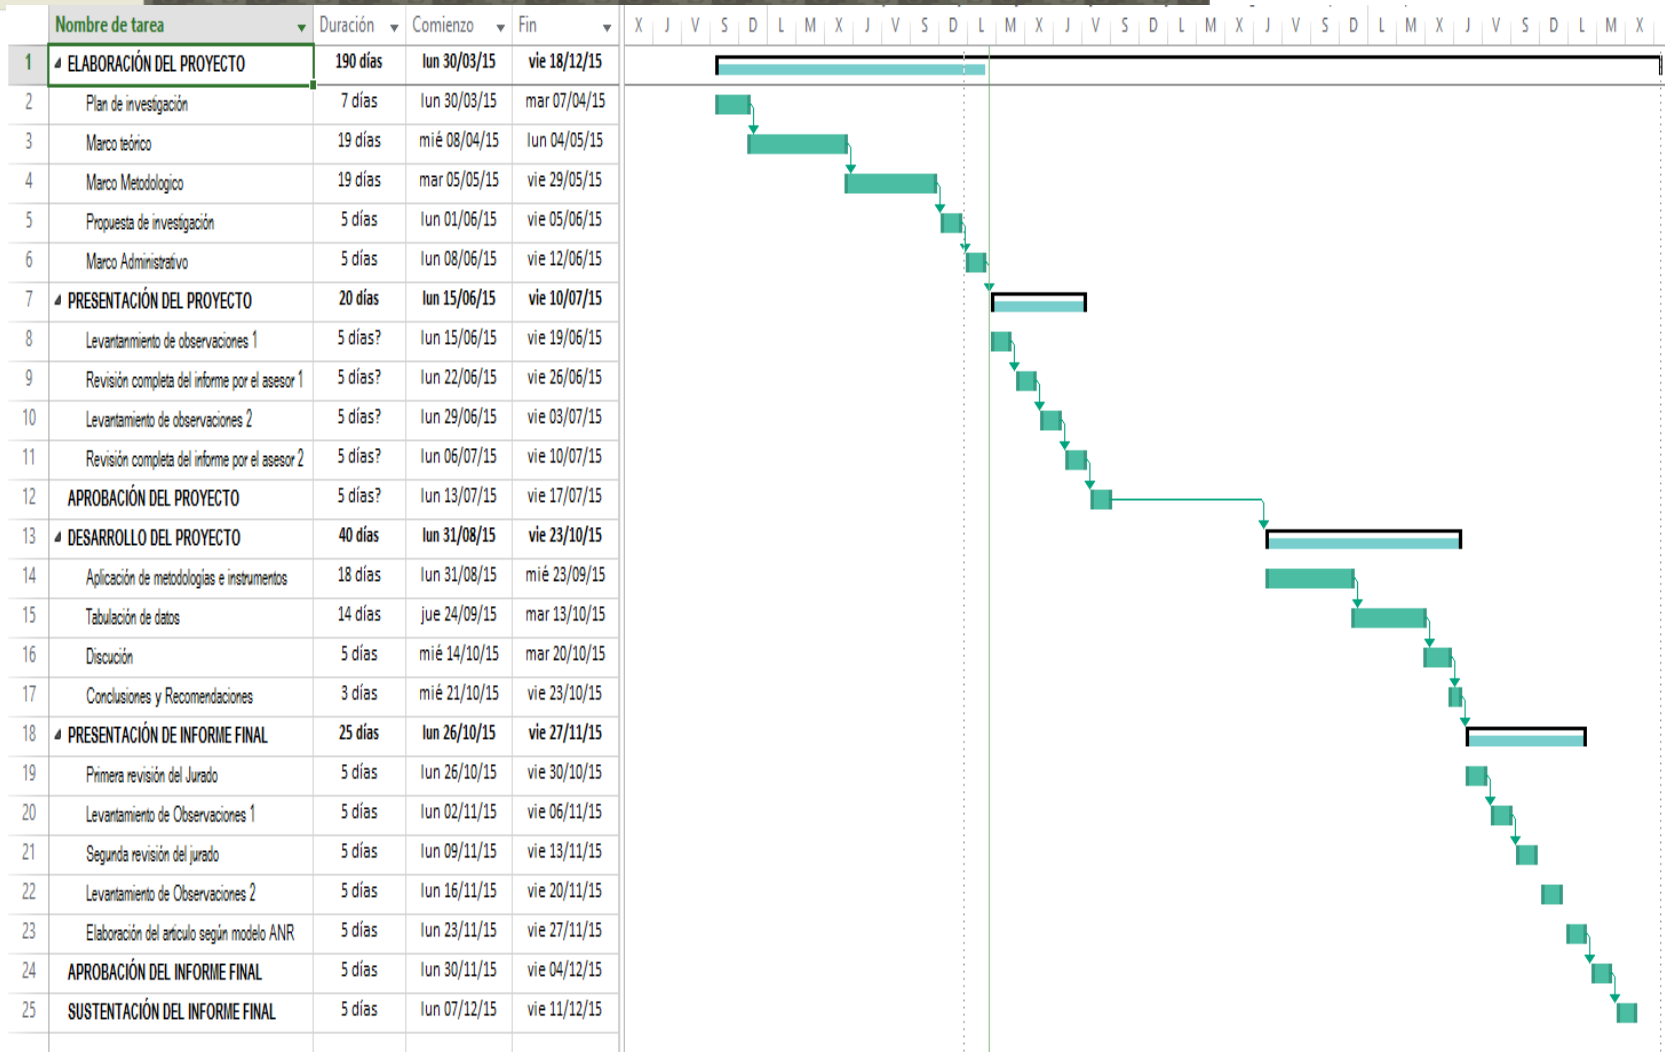 Nombre de tarea Duración Comienzo Fin X J V S D L M X J V S D L M X J V S D L M X J V S D L M X J V S D L M X
1 ELABORACIÓN DEL PROYECTO 190 días lun 30/03/15 vie 18/12/15
2 Plan de investigación 7 días lun 30/03/15 mar 07/04/15
3 Marco teórico 19 días mié 08/04/15 lun 04/05/15
4 Marco Metodologico 19 días mar 05/05/15 vie 29/05/15
5 Propuesta de investigación 5 días lun 01/06/15 vie 05/06/15
6 Marco Administrativo 5 días lun 08/06/15 vie 12/06/15
7 PRESENTACIÓN DEL PROYECTO 20 días lun 15/06/15 vie 10/07/15
8 Levantanmiento de observaciones 1 5 días? lun 15/06/15 vie 19/06/15
9 Revisión completa del informe por el asesor 1 5 días? lun 22/06/15 vie 26/06/15
10 Levantamiento de observaciones 2 5 días? lun 29/06/15 vie 03/07/15
11 Revisión completa del informe por el asesor 2 5 días? lun 06/07/15 vie 10/07/15
12 APROBACIÓN DEL PROYECTO 5 días? lun 13/07/15 vie 17/07/15
13 DESARROLLO DEL PROYECTO 40 días lun 31/08/15 vie 23/10/15
14 Aplicación de metodologías e instrumentos 18 días lun 31/08/15 mié 23/09/15
15 Tabulación de datos 14 días jue 24/09/15 mar 13/10/15
16 Discución 5 días mié 14/10/15 mar 20/10/15
17 Conclusiones y Recomendaciones 3 días mié 21/10/15 vie 23/10/15
18 PRESENTACIÓN DE INFORME FINAL 25 días lun 26/10/15 vie 27/11/15
19 Primera revisión del Jurado 5 días lun 26/10/15 vie 30/10/15
20 Levantamiento de Observaciones 1 5 días lun 02/11/15 vie 06/11/15
21 Segunda revisión del jurado 5 días lun 09/11/15 vie 13/11/15
22 Levantamiento de Observaciones 2 5 días lun 16/11/15 vie 20/11/15
23 Elaboración del articulo según modelo ANR 5 días lun 23/11/15 vie 27/11/15
24 APROBACIÓN DEL INFORME FINAL 5 días lun 30/11/15 vie 04/12/15
25 SUSTENTACIÓN DEL INFORME FINAL 5 días lun 07/12/15 vie 11/12/15